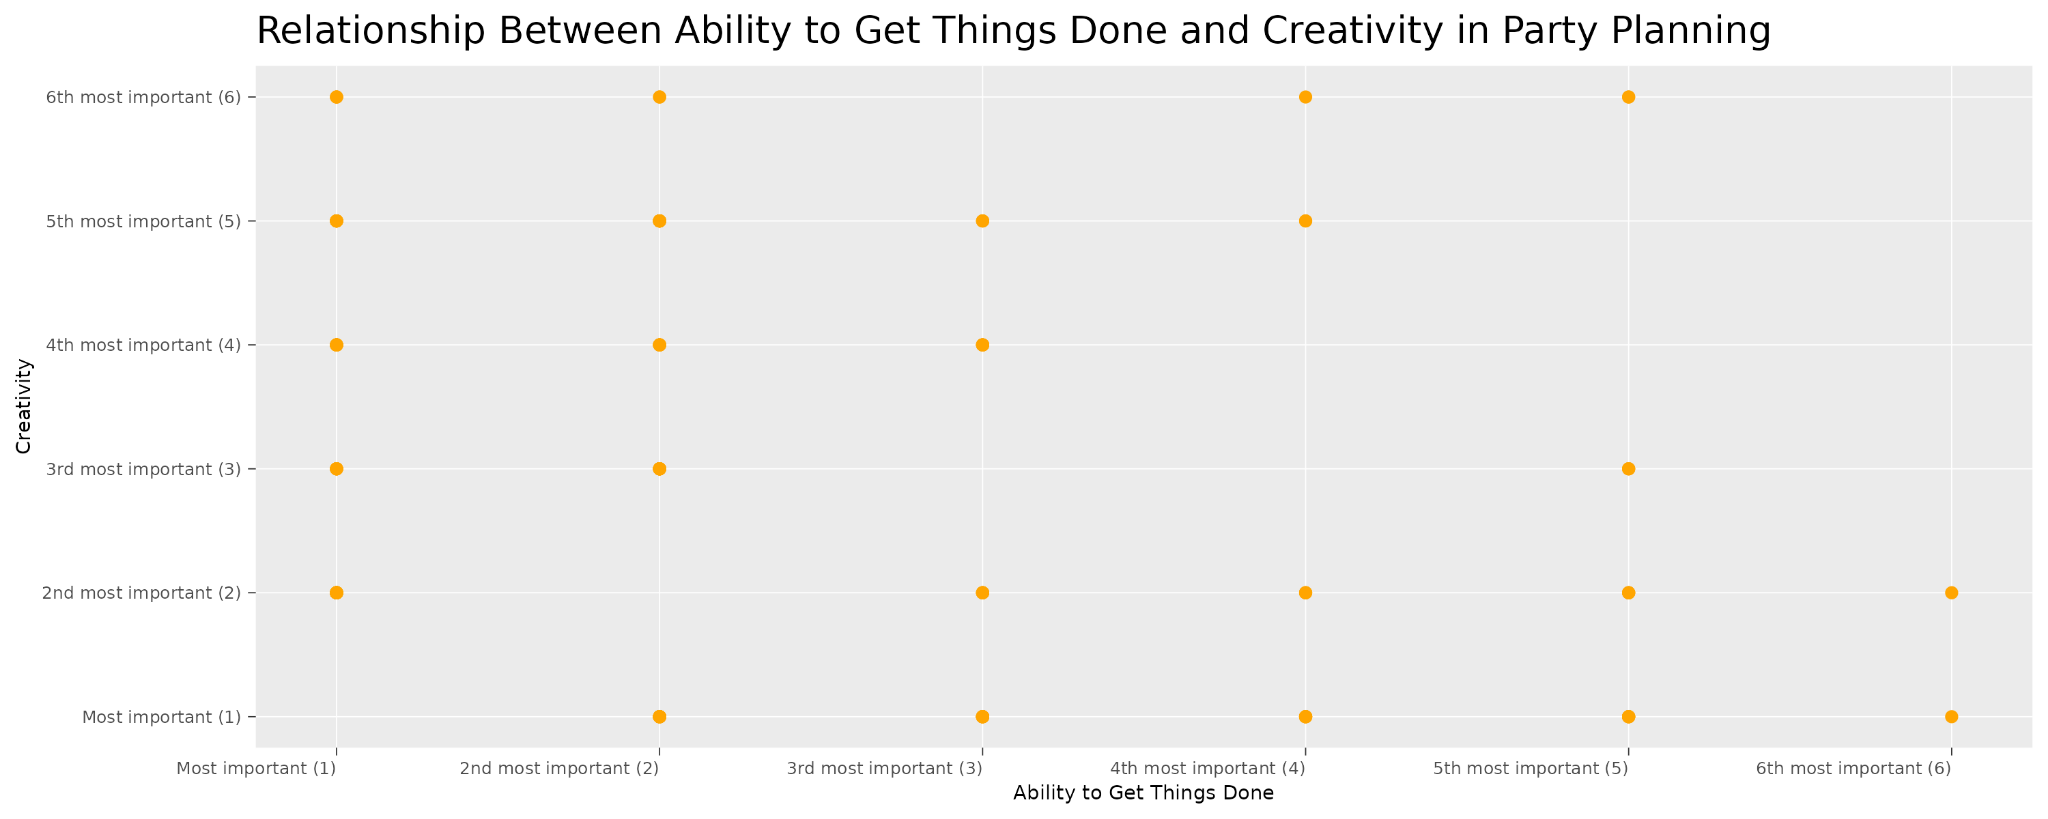 Relationship Between Ability to Get Things Done and Creativity in Party Planning
6th most important (6)
5th most important (5)
4th most important (4)
3rd most important (3)
2nd most important (2)
Most important (1)
Creativity
Most important (1)
2nd most important (2)
3rd most important (3)
4th most important (4)
5th most important (5)
6th most important (6)
Ability to Get Things Done